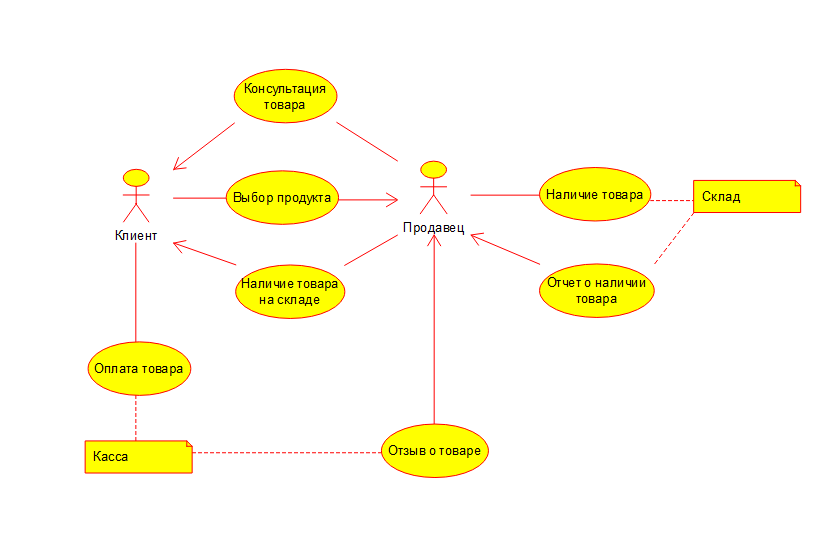 Консультация
товара
Выбор продукта
Наличие товара
Склад
Клиент
Продавец
Наличие товара
на складе
Отчет о наличии
товара
Оплата товара
Касса
Отзыв о товаре